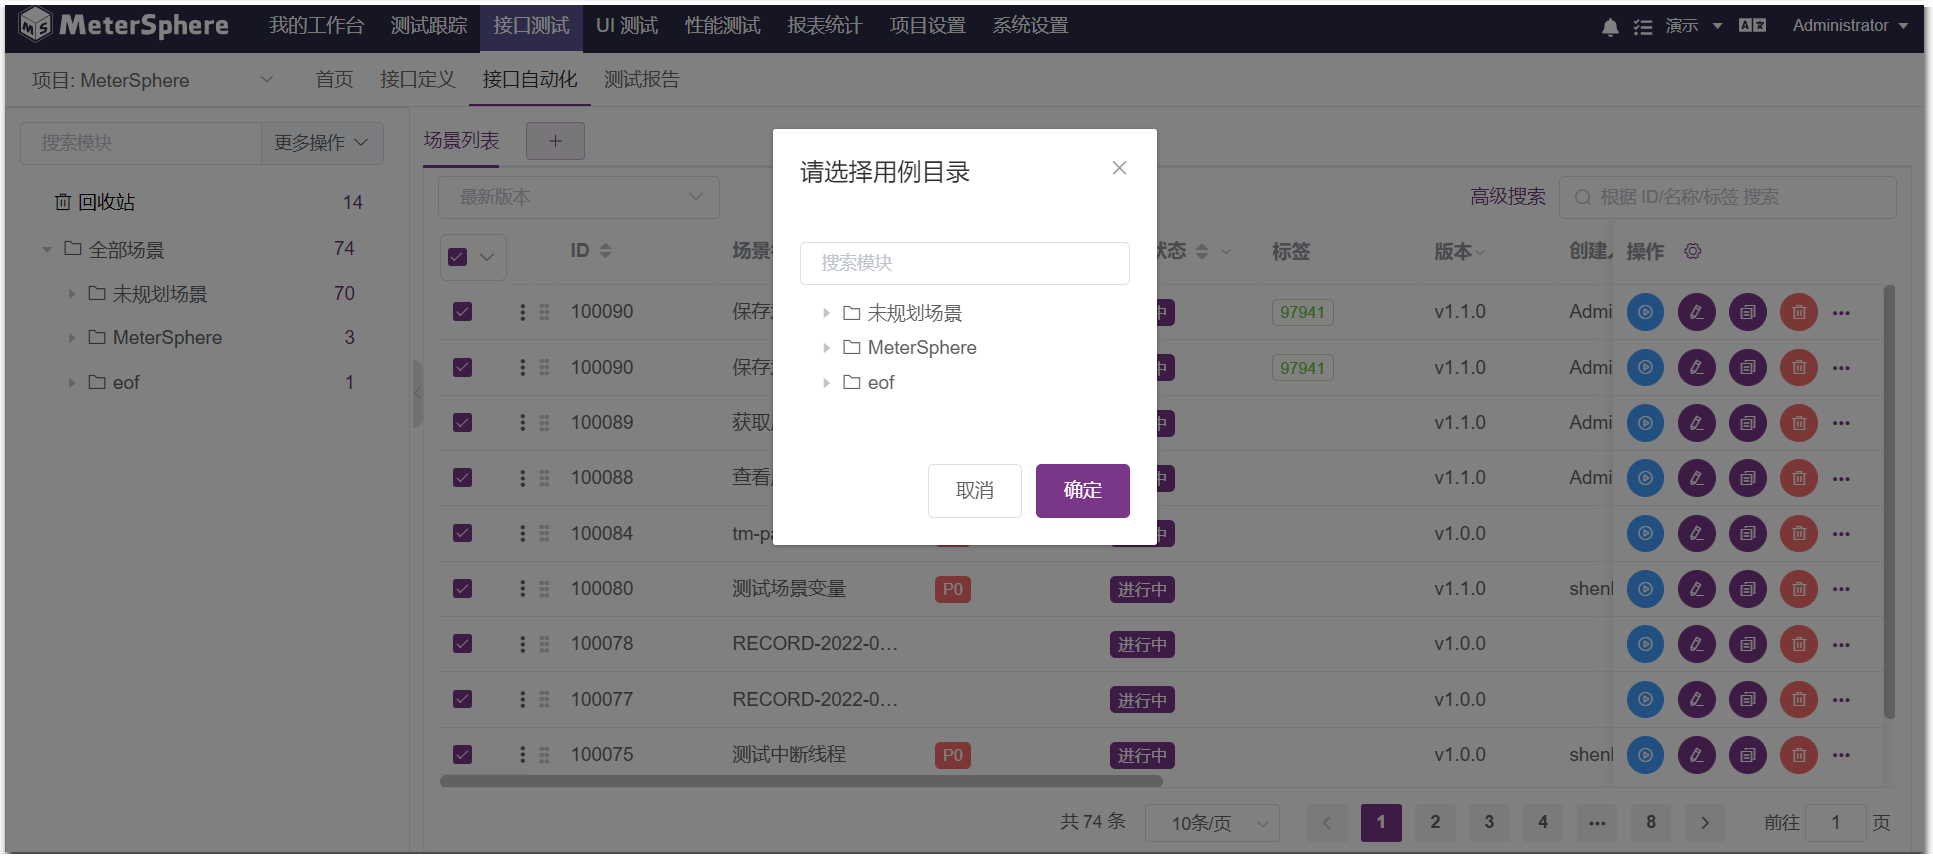 MeterSphere 我的工作台 测试跟踪 接口测试 UI 测试 性能测试 报表统计 项目设置 系统设置 演示 Administrator
项目: MeterSphere 首页 接口定义 接口自动化 测试报告
搜索模块 更多操作
回收站 14
全部场景 74
未规划场景 70
MeterSphere 3
eof 1
场景列表 +
最新版本 高级搜索 根据 ID/名称/标签 搜索
ID 场景 状态 标签 版本 创建人 操作
100090 保存 中 97941 v1.1.0 Admi
100090 保存 中 97941 v1.1.0 Admi
100089 获取 中 v1.1.0 Admi
100088 查看 中 v1.1.0 Admi
100084 tm-pa 中 v1.0.0
100080 测试场景变量 P0 进行中 v1.1.0 shenl
100078 RECORD-2022-0... 进行中 v1.0.0
100077 RECORD-2022-0... 进行中 v1.0.0
100075 测试中断线程 P0 进行中 v1.0.0 shenl
共 74 条 10条/页 1 2 3 4 ... 8 前往 1 页
请选择用例目录
搜索模块
未规划场景
MeterSphere
eof
取消 确定